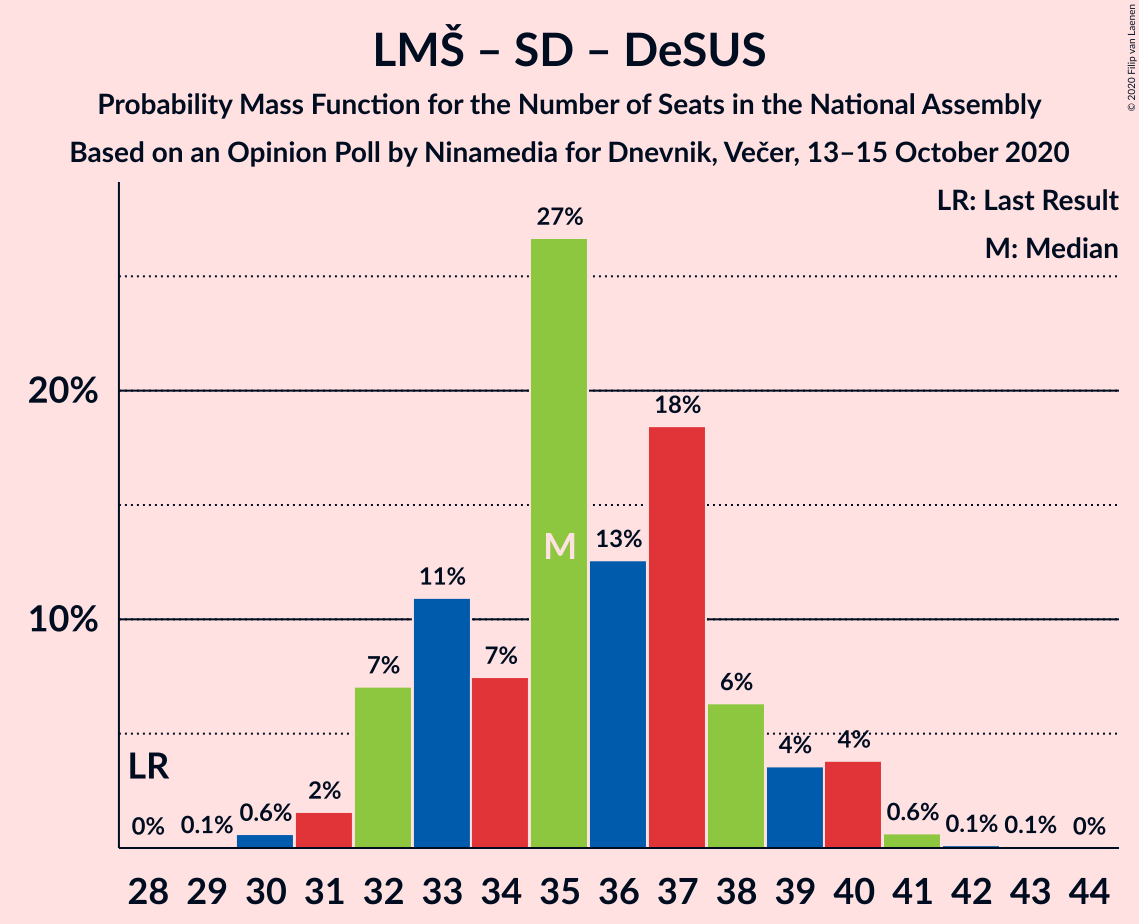 LMŠ – SD – DeSUS
Probability Mass Function for the Number of Seats in the National Assembly
Based on an Opinion Poll by Ninamedia for Dnevnik, Večer, 13–15 October 2020
© 2020 Filip van Laenen
LR: Last Result
M: Median
27%
20%
18%
13%
M
11%
10%
7%
7%
6%
4%
4%
LR
2%
0%
0.1%
0.6%
0.6%
0.1%
0.1%
0%
28 29 30 31 32 33 34 35 36 37 38 39 40 41 42 43 44